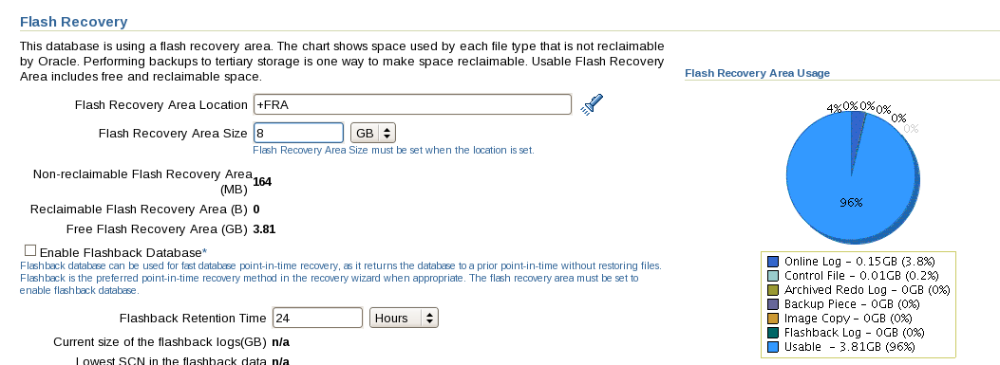 Flash Recovery
This database is using a flash recovery area. The chart shows space used by each file type that is not reclaimable
by Oracle. Performing backups to tertiary storage is one way to make space reclaimable. Usable Flash Recovery
Area includes free and reclaimable space.
Flash Recovery Area Location +FRA
Flash Recovery Area Size 8 GB
Flash Recovery Area Size must be set when the location is set.
Non-reclaimable Flash Recovery Area
(MB) 164
Reclaimable Flash Recovery Area (B) 0
Free Flash Recovery Area (GB) 3.81
Enable Flashback Database*
Flashback database can be used for fast database point-in-time recovery, as it returns the database to a prior point-in-time without restoring files.
Flashback is the preferred point-in-time recovery method in the recovery wizard when appropriate. The flash recovery area must be set to
enable flashback database.
Flashback Retention Time 24 Hours
Current size of the flashback logs(GB) n/a
Lowest SCN in the flashback data n/a
Flash Recovery Area Usage
4% 0% 0% 0% 0% 0%
96%
Online Log - 0.15GB (3.8%)
Control File - 0.01GB (0.2%)
Archived Redo Log - 0GB (0%)
Backup Piece - 0GB (0%)
Image Copy - 0GB (0%)
Flashback Log - 0GB (0%)
Usable - 3.81GB (96%)